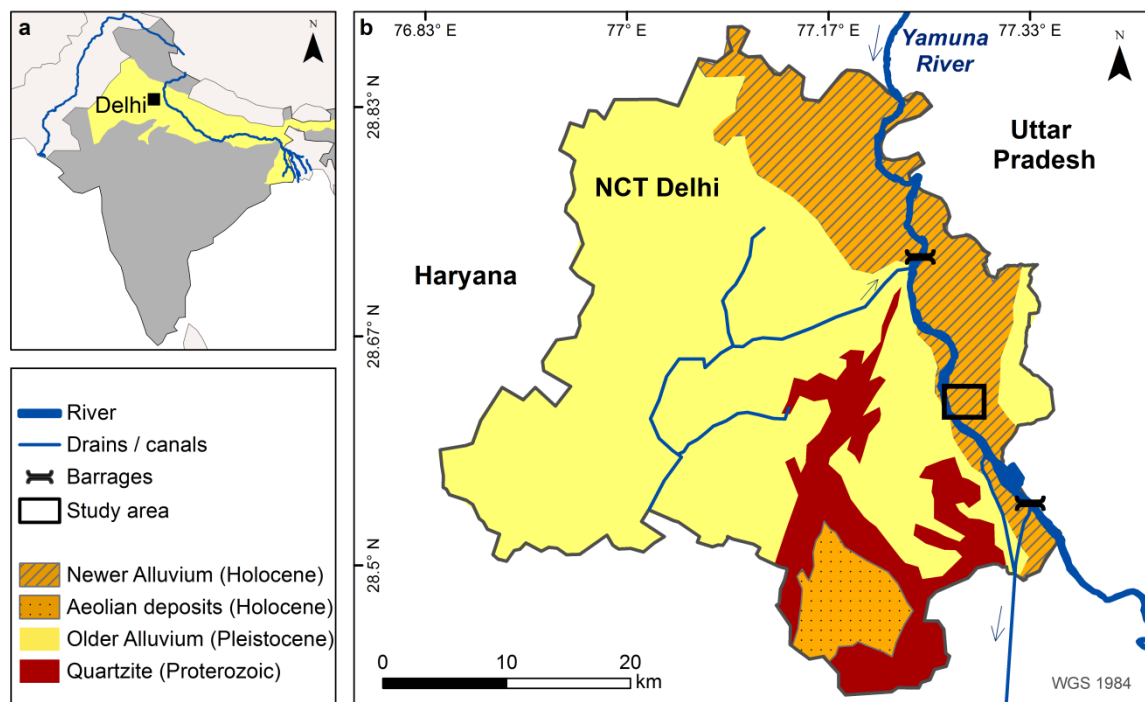 a
N
Delhi
River
Drains / canals
Barrages
Study area
Newer Alluvium (Holocene)
Aeolian deposits (Holocene)
Older Alluvium (Pleistocene)
Quartzite (Proterozoic)
b
76.83° E
77° E
77.17° E
77.33° E
N
28.83° N
28.67° N
28.5° N
Yamuna
River
Uttar
Pradesh
NCT Delhi
Haryana
0
10
20
km
WGS 1984